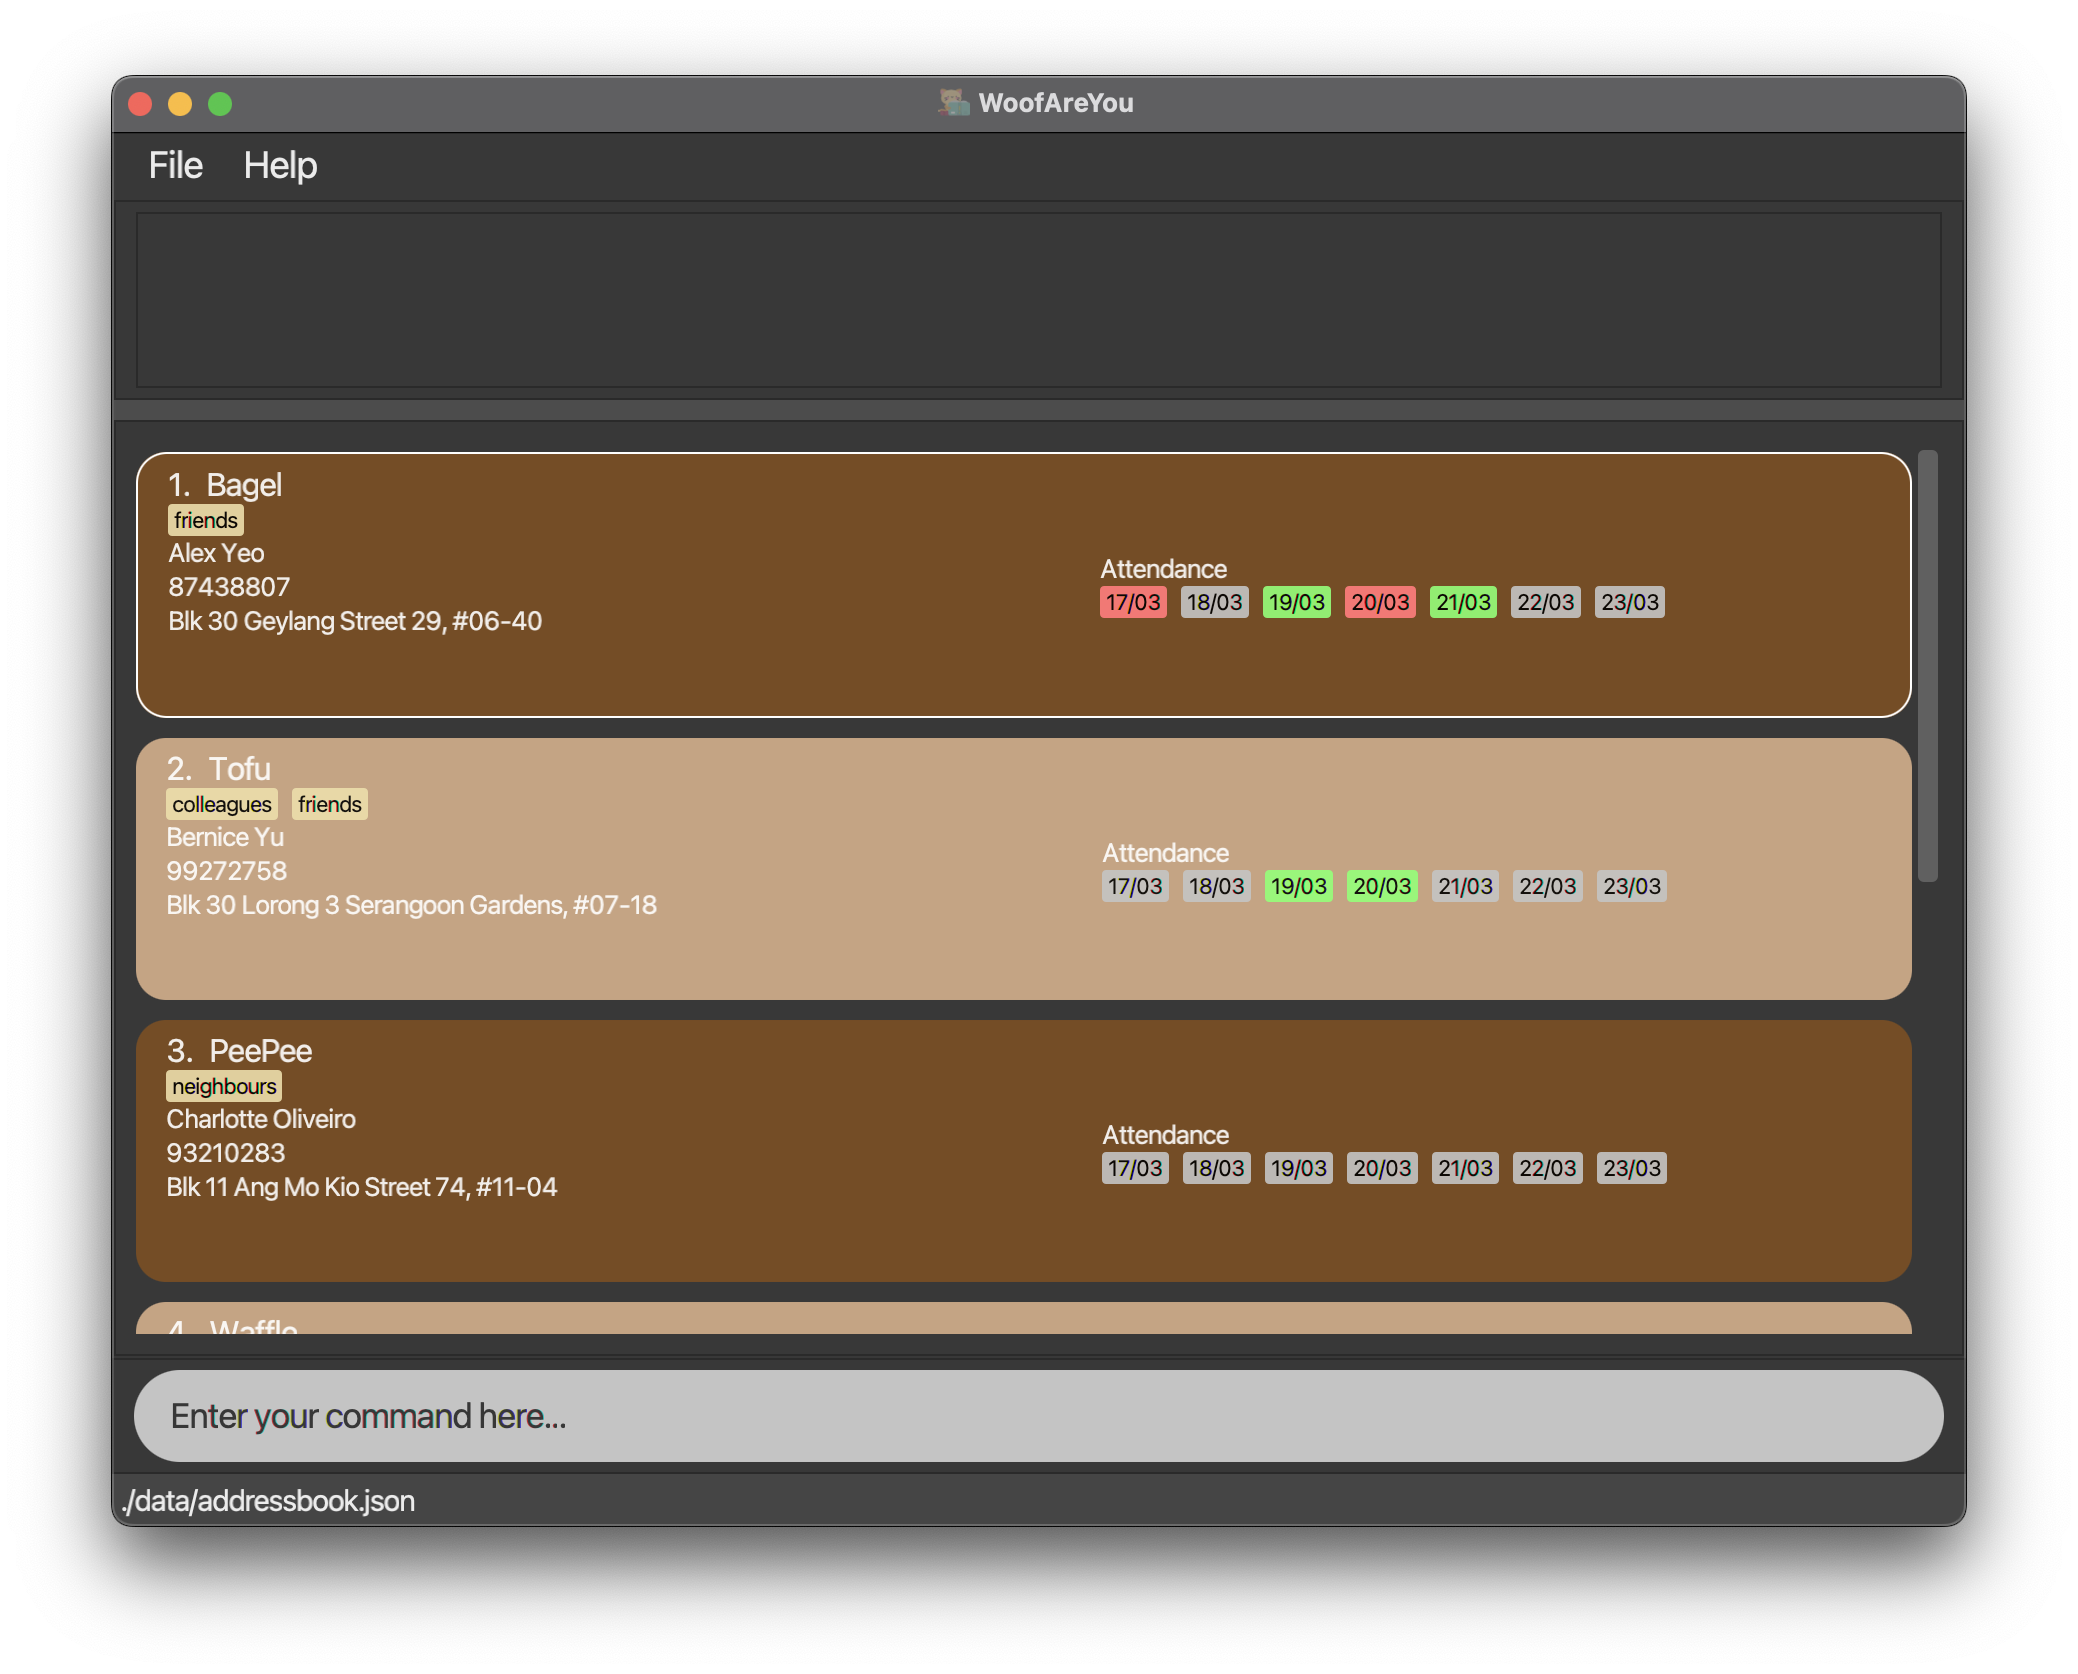 WoofAreYou
File Help
1. Bagel
friends
Alex Yeo
87438807
Blk 30 Geylang Street 29, #06-40
Attendance
17/03 18/03 19/03 20/03 21/03 22/03 23/03
2. Tofu
colleagues friends
Bernice Yu
99272758
Blk 30 Lorong 3 Serangoon Gardens, #07-18
Attendance
17/03 18/03 19/03 20/03 21/03 22/03 23/03
3. PeePee
neighbours
Charlotte Oliveiro
93210283
Blk 11 Ang Mo Kio Street 74, #11-04
Attendance
17/03 18/03 19/03 20/03 21/03 22/03 23/03
4. Waffle
Enter your command here...
./data/addressbook.json